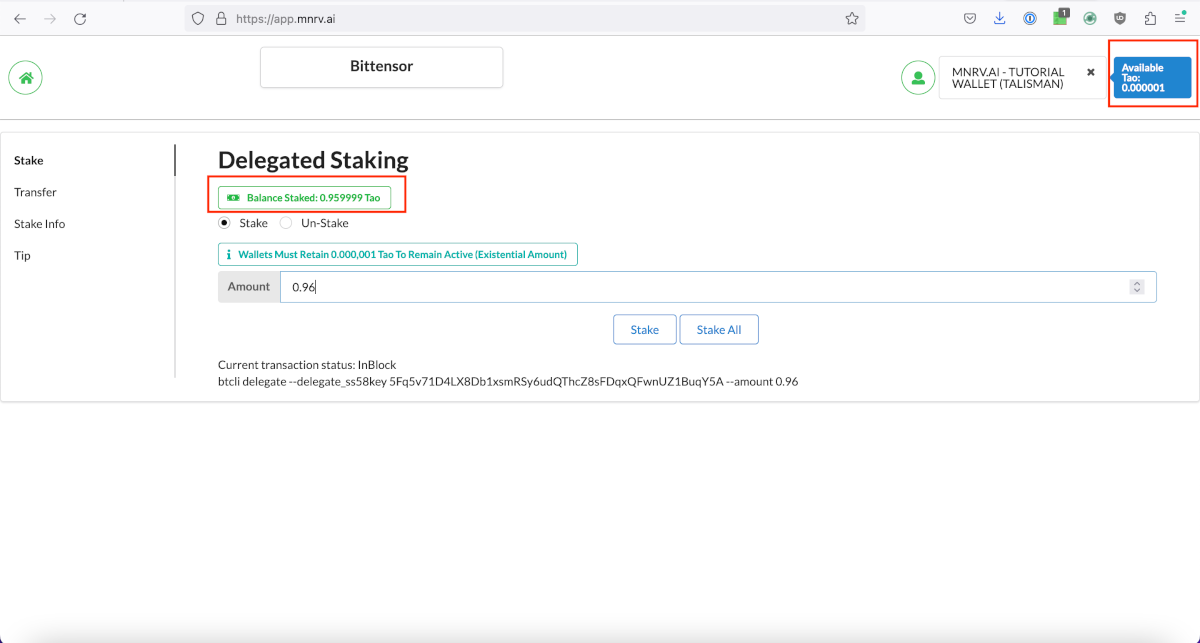 https://app.mnrv.ai
1
Bittensor
MNRV.AI - TUTORIAL
WALLET (TALISMAN)
Available
Tao:
0.000001
Stake
Transfer
Stake Info
Tip
Delegated Staking
Balance Staked: 0.959999 Tao
Stake
Un-Stake
Wallets Must Retain 0.000,001 Tao To Remain Active (Existential Amount)
Amount
0.96
Stake
Stake All
Current transaction status: InBlock
btcli delegate --delegate_ss58key 5Fq5v71D4LX8Db1xsmRSy6udQThcZ8sFDqxQFwnUZ1BuqY5A --amount 0.96